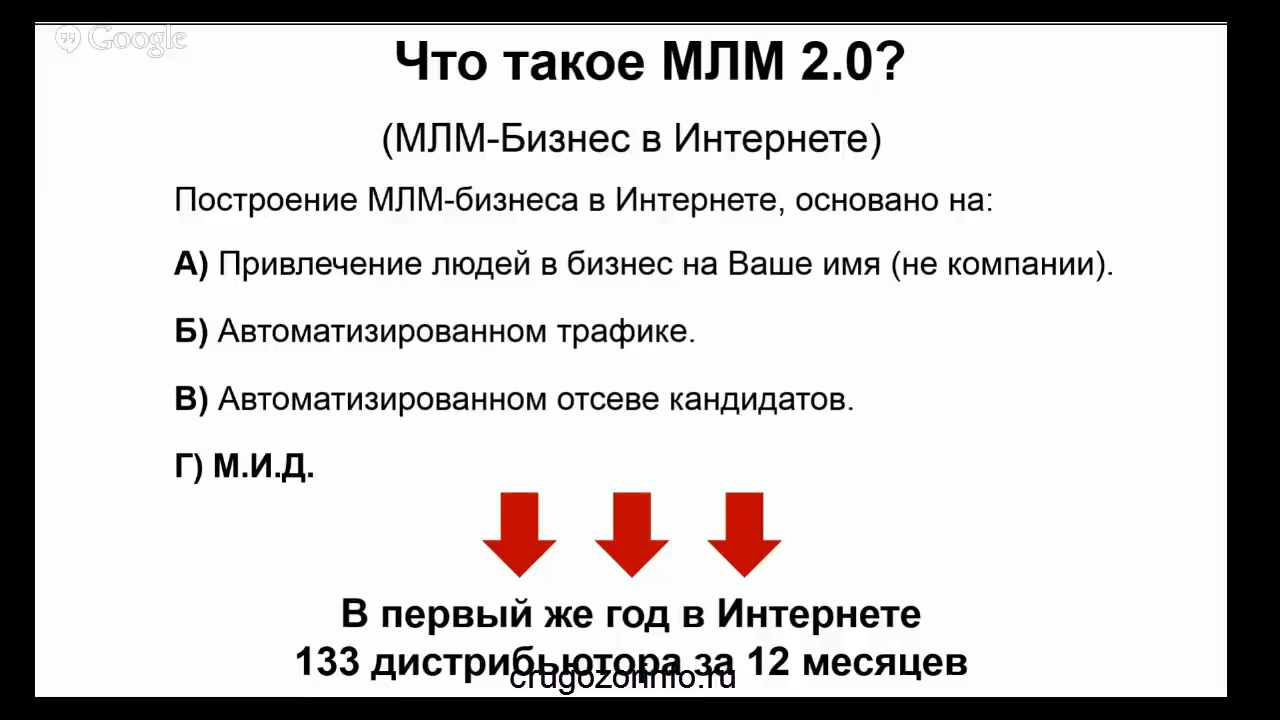 Google
Что такое МЛМ 2.0?
(МЛМ-Бизнес в Интернете)
Построение МЛМ-бизнеса в Интернете, основано на:
А) Привлечение людей в бизнес на Ваше имя (не компании).
Б) Автоматизированном трафике.
В) Автоматизированном отсеве кандидатов.
Г) М.И.Д.
В первый же год в Интернете
133 дистрибьютора за 12 месяцев
crugozorinfo.ru